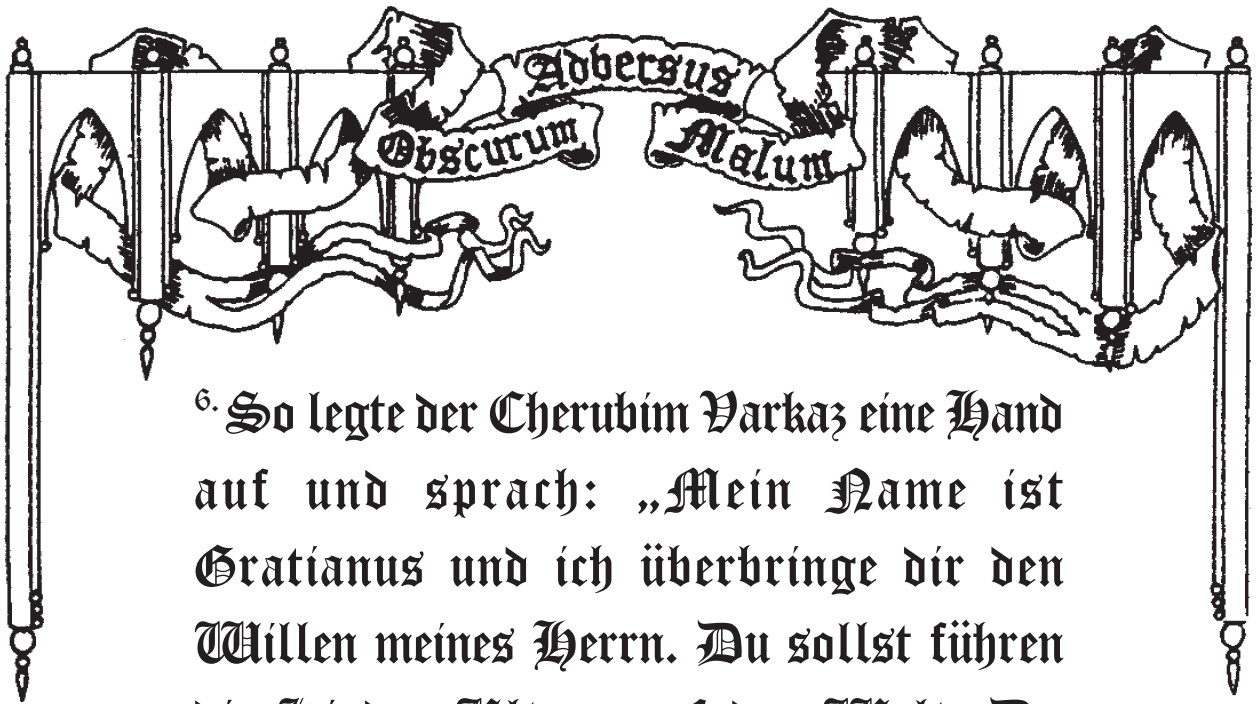 Adversus
Obscurum Malum
6. So legte der Cherubim Varkaz eine Hand
auf und sprach: „Mein Name ist
Gratianus und ich überbringe dir den
Willen meines Herrn. Du sollst führen